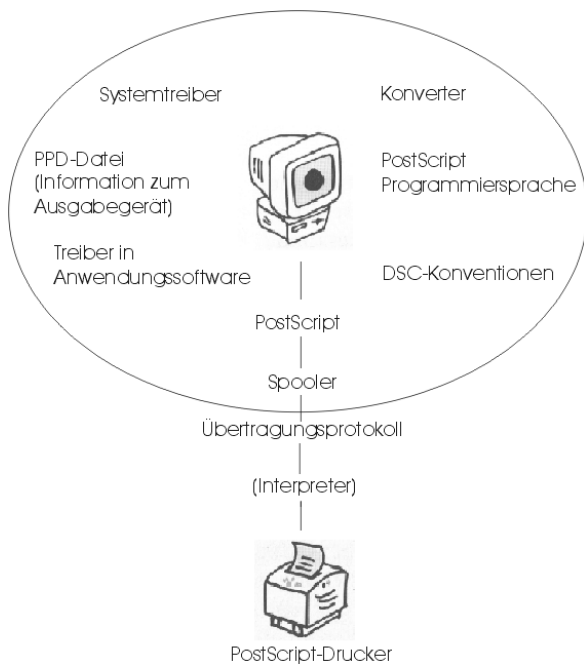 Systemtreiber
Konverter
PPD-Datei
(Information zum
Ausgabegerät)
PostScript
Programmiersprache
Treiber in
Anwendungssoftware
DSC-Konventionen
PostScript
Spooler
Übertragungsprotokoll
(Interpreter)
PostScript-Drucker